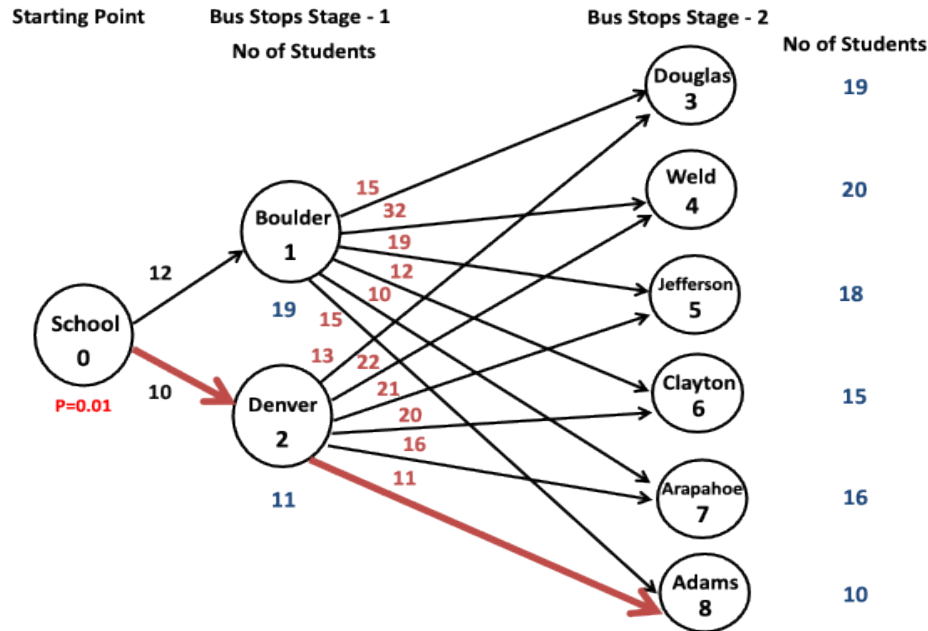 Starting Point
Bus Stops Stage - 1
No of Students
Bus Stops Stage - 2
No of Students
Douglas
3
19
Weld
4
20
15
32
Boulder
1
19
12
Jefferson
5
18
12
10
19
15
School
0
13
22
P=0.01
10
21
Clayton
6
15
Denver
2
20
16
11
11
Arapahoe
7
16
Adams
8
10